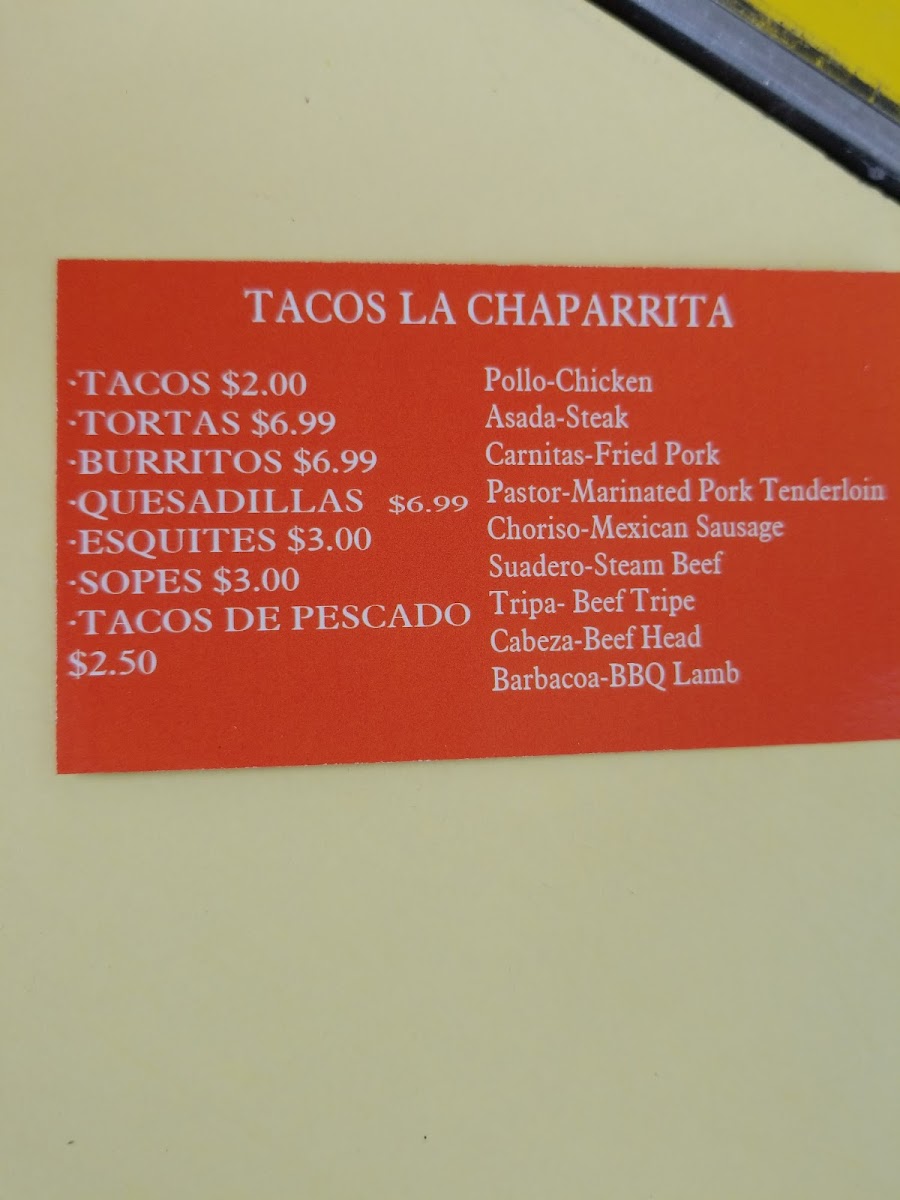 TACOS LA CHAPARRITA
·TACOS $2.00
·TORTAS $6.99
·BURRITOS $6.99
·QUESADILLAS $6.99
·ESQUITES $3.00
·SOPES $3.00
·TACOS DE PESCADO
$2.50
Pollo-Chicken
Asada-Steak
Carnitas-Fried Pork
Pastor-Marinated Pork Tenderloin
Choriso-Mexican Sausage
Suadero-Steam Beef
Tripa- Beef Tripe
Cabeza-Beef Head
Barbacoa-BBQ Lamb